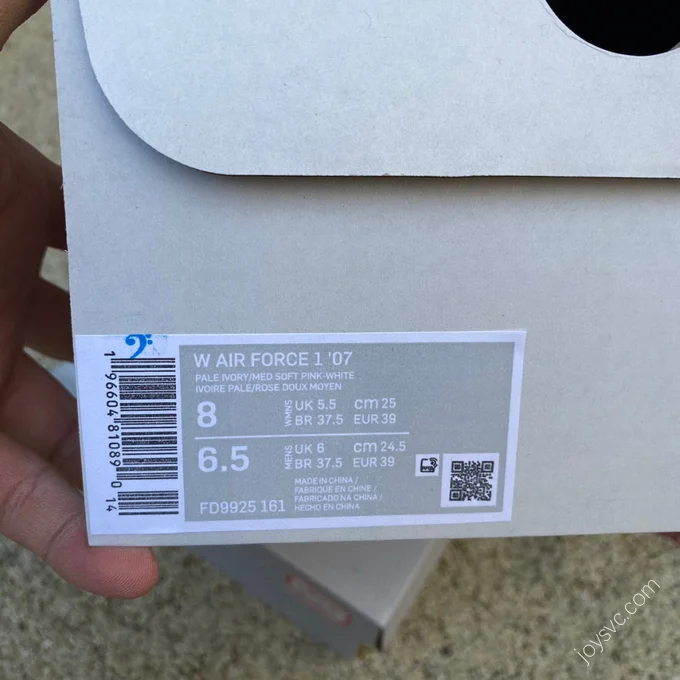 W AIR FORCE 1 '07
PALE IVORY/MED SOFT PINK-WHITE
IVOIRE PALE/ROSE DOUX MOYEN
8 WMNS UK 5.5 cm 25
BR 37.5 EUR 39
6.5 MENS UK 6 cm 24.5
BR 37.5 EUR 39
MADE IN CHINA /
FABRIQUE EN CHINE /
FABRICADO NA CHINA /
HECHO EN CHINA
FD9925 161
1 96604 81089 0 14
joysvc.com